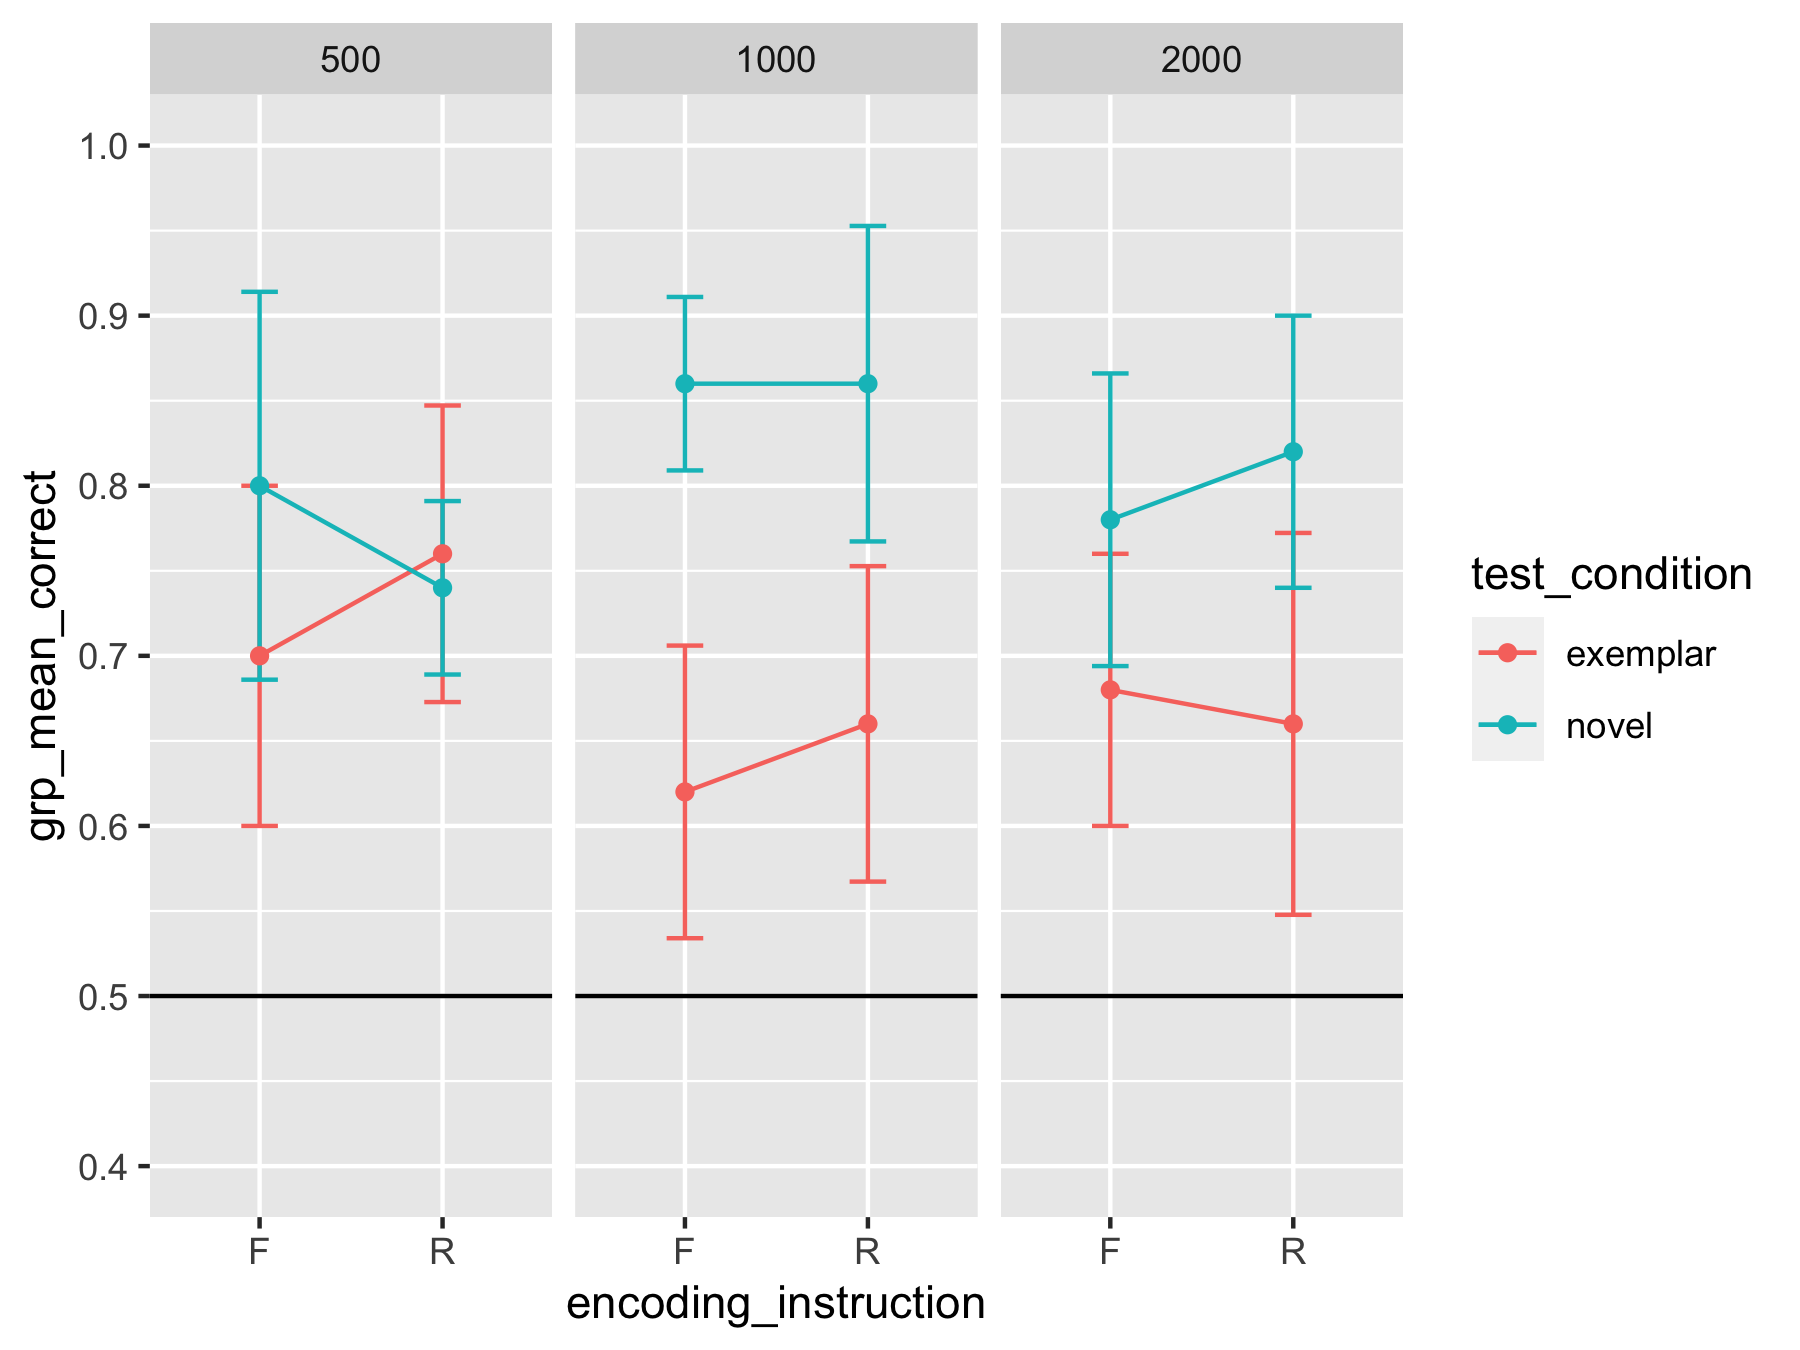 500
1000
2000
1.0
0.9
0.8
0.7
0.6
0.5
0.4
grp_mean_correct
F
R
F
R
F
R
encoding_instruction
test_condition
exemplar
novel